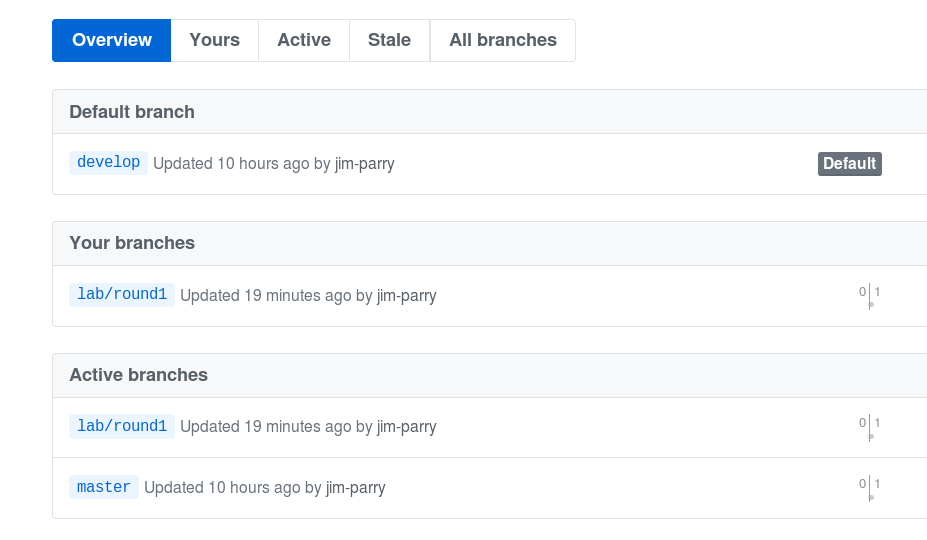 Overview Yours Active Stale All branches
Default branch
develop Updated 10 hours ago by jim-parry Default
Your branches
lab/round1 Updated 19 minutes ago by jim-parry 0 1
Active branches
lab/round1 Updated 19 minutes ago by jim-parry 0 1
master Updated 10 hours ago by jim-parry 0 1